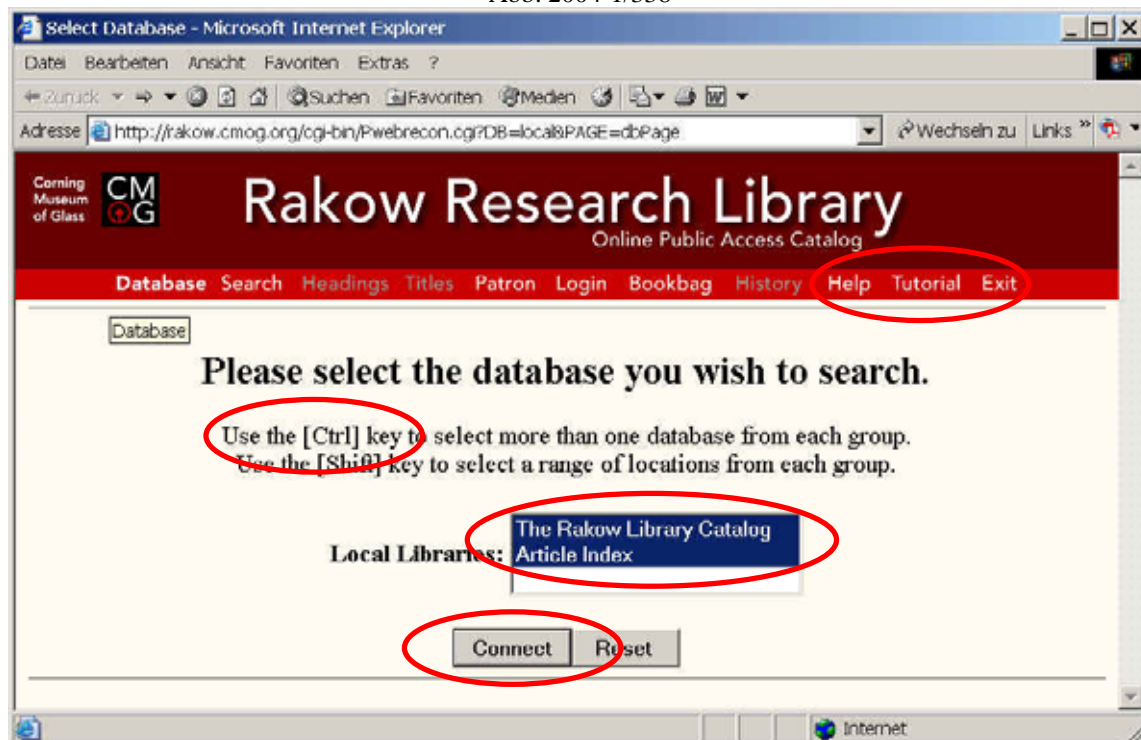 Abb. 2004-1/338
Select Database - Microsoft Internet Explorer
Datei Bearbeiten Ansicht Favoriten Extras ?
Zurück Suchen Favoriten Medien
Adresse http://rakow.cmog.org/cgi-bin/Pwebrecon.cgi?DB=local&PAGE=dbPage Wechseln zu Links »
Corning Museum of Glass
CM
OG
Rakow Research Library
Online Public Access Catalog
Database Search Headings Titles Patron Login Bookbag History Help Tutorial Exit
Database
Please select the database you wish to search.
Use the [Ctrl] key to select more than one database from each group.
Use the [Shift] key to select a range of locations from each group.
The Rakow Library Catalog
Local Libraries: Article Index
Connect Reset
Internet